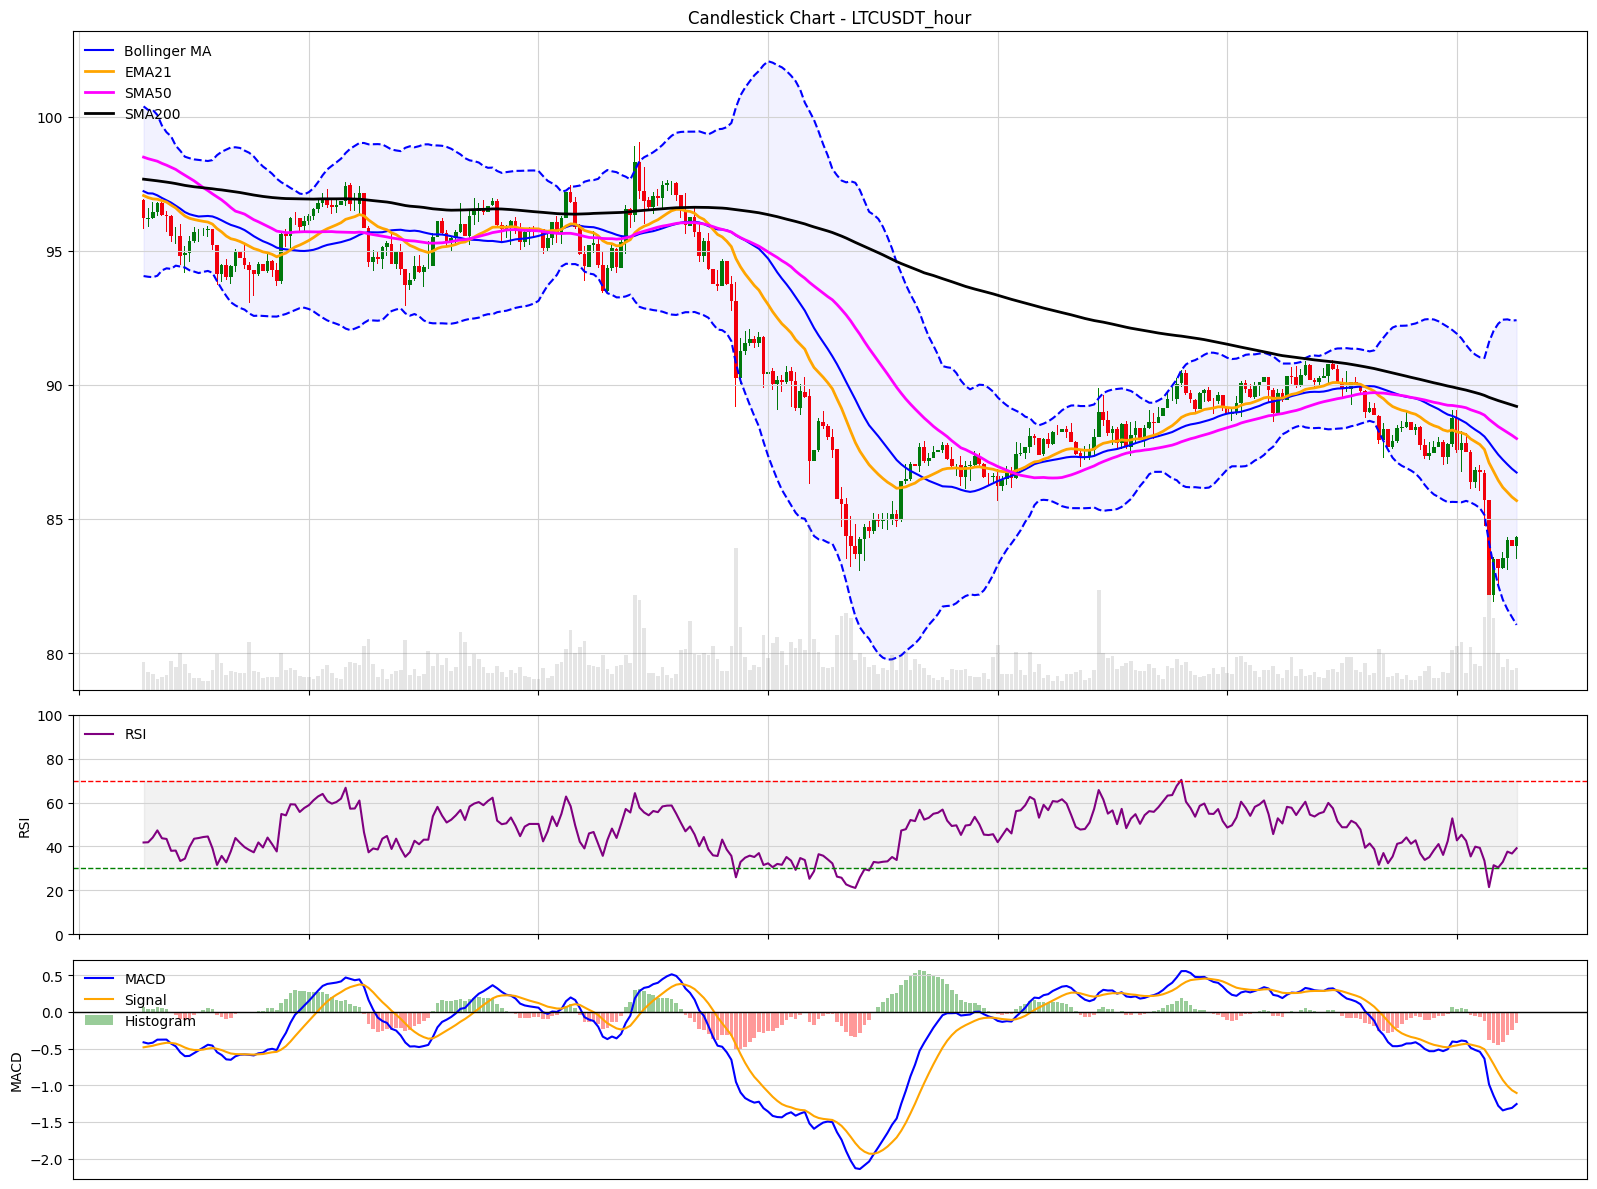 Candlestick Chart - LTCUSDT_hour
Bollinger MA
EMA21
SMA50
SMA200
100
95
90
85
80
100
80
60
40
20
0
RSI
RSI
0.5
0.0
−0.5
−1.0
−1.5
−2.0
MACD
MACD
Signal
Histogram